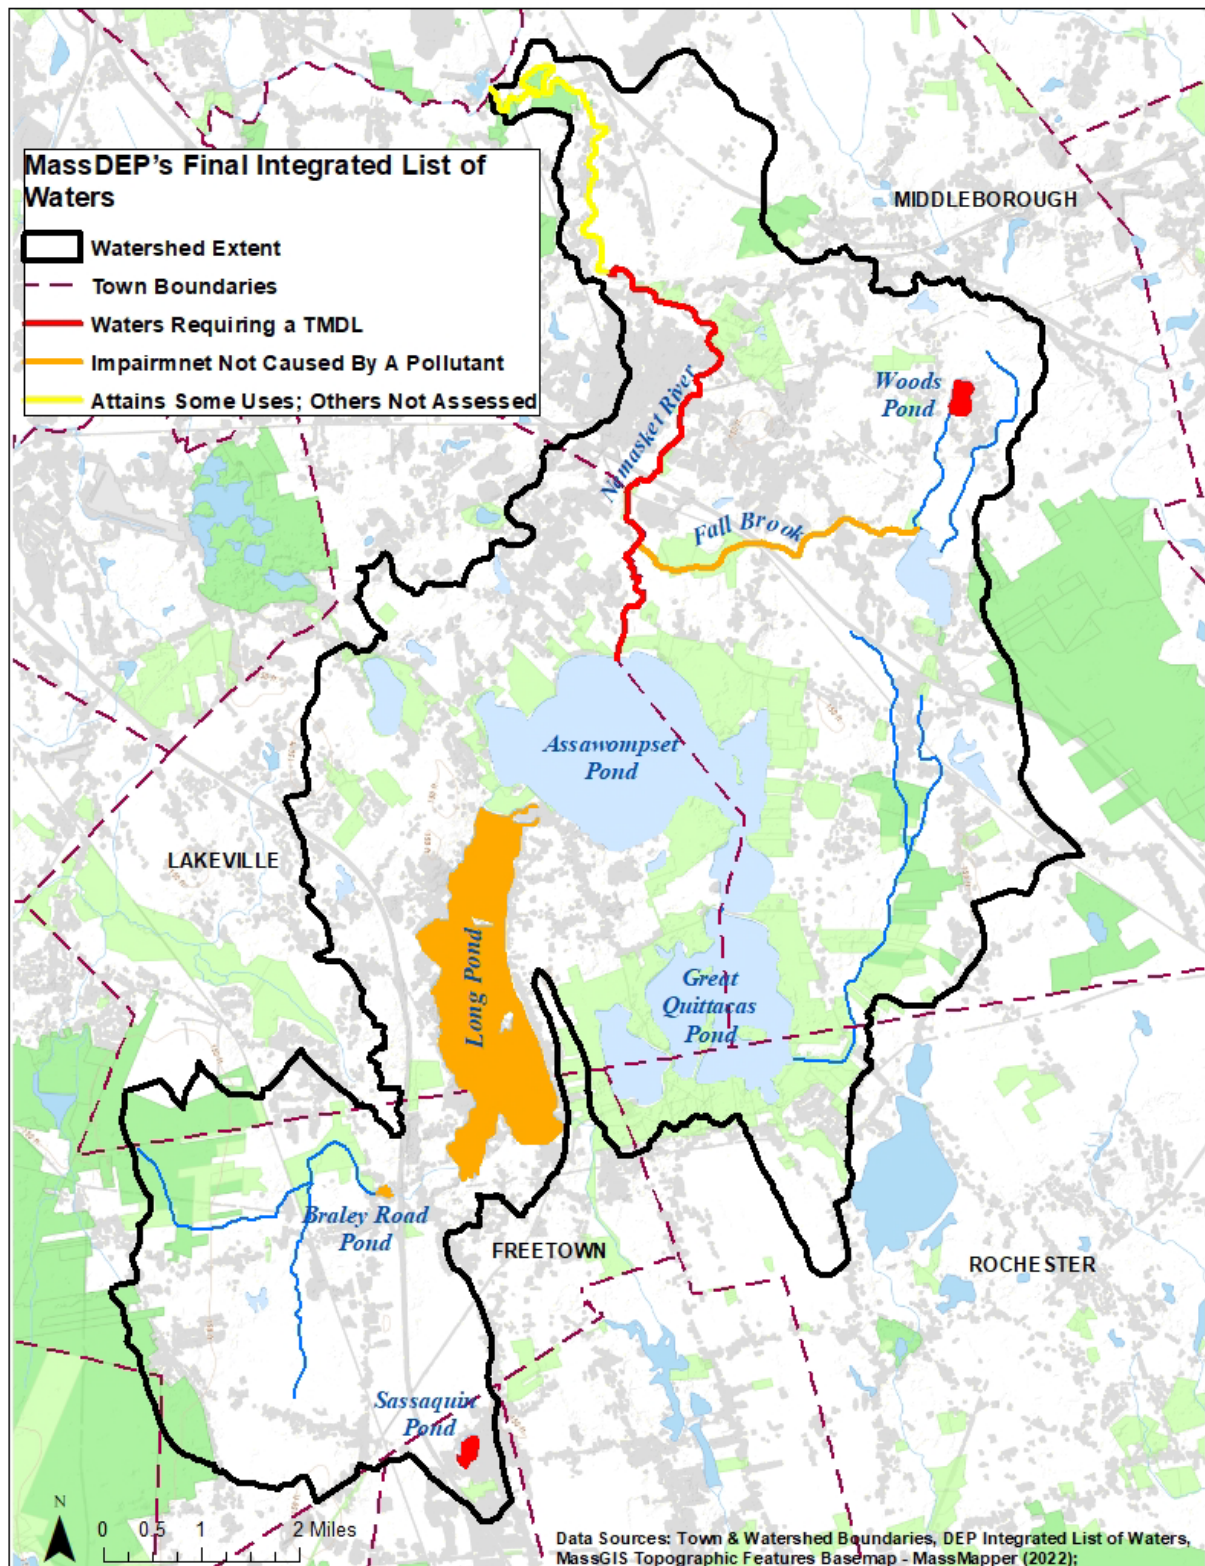 MassDEP's Final Integrated List of
Waters
Watershed Extent
Town Boundaries
Waters Requiring a TMDL
Impairmnet Not Caused By A Pollutant
Attains Some Uses; Others Not Assessed
MIDDLEBOROUGH
Woods
Pond
Namasket River
Fall Brook
Assawompset
Pond
LAKEVILLE
Long Pond
Great
Quittacas
Pond
Braley Road
Pond
FREETOWN
ROCHESTER
Sassaquin
Pond
N
0 0.5 1 2 Miles
Data Sources: Town & Watershed Boundaries, DEP Integrated List of Waters,
MassGIS Topographic Features Basemap - MassMapper (2022);